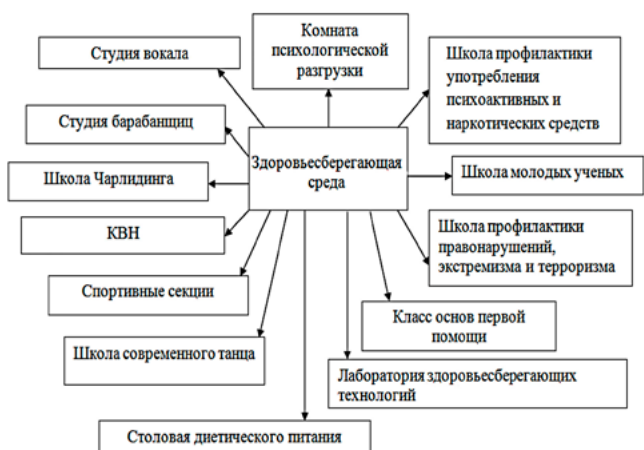 Комната
психологической
разгрузки
Студия вокала
Школа профилактики
употребления
психоактивных и
наркотических средств
Студия барабанщиц
Здоровьесберегающая
среда
Школа Чарлидинга
Школа молодых ученых
КВН
Школа профилактики
правонарушений,
экстремизма и терроризма
Спортивные секции
Класс основ первой
помощи
Школа современного танца
Лаборатория здоровьесберегающих
технологий
Столовая диетического питания